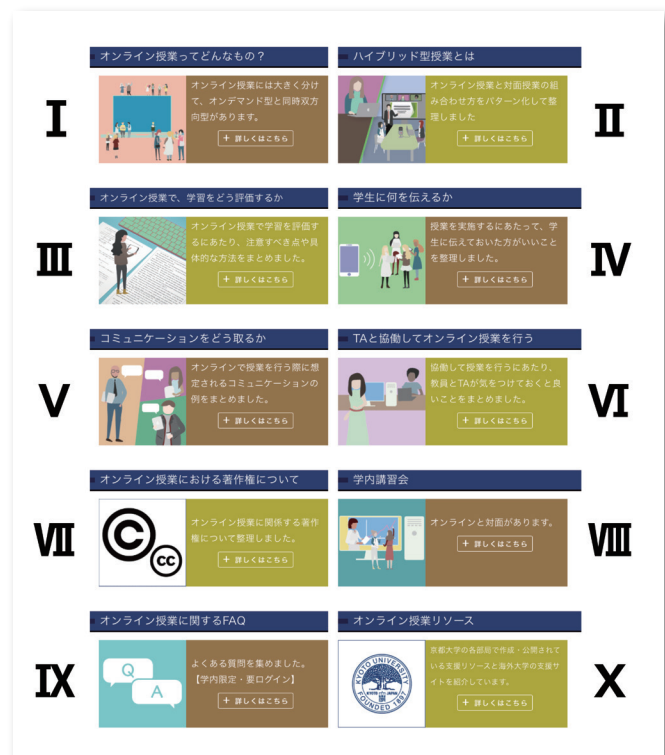 オンライン授業ってどんなもの？
ハイブリッド型授業とは
I
オンライン授業には大きく分け
て、オンデマンド型と同時双方
向型があります。
+ 詳しくはこちら
オンライン授業と対面授業の組
み合わせ方をパターン化して整
理しました
+ 詳しくはこちら
II
オンライン授業で、学習をどう評価するか
学生に何を伝えるか
III
オンライン授業で学習を評価す
るにあたり、注意すべき点や具
体的な方法をまとめました。
+ 詳しくはこちら
授業を実施するにあたって、学
生に伝えておいた方がいいこと
を整理しました。
+ 詳しくはこちら
IV
コミュニケーションをどう取るか
TAと協働してオンライン授業を行う
V
オンラインで授業を行う際に想
定されるコミュニケーションの
例をまとめました。
+ 詳しくはこちら
協働して授業を行うにあたり、
教員とTAが気をつけておくと良
いことをまとめました。
+ 詳しくはこちら
VI
オンライン授業における著作権について
学内講習会
VII
C
cc
オンライン授業に関係する著作
権について整理しました。
+ 詳しくはこちら
オンラインと対面があります。
+ 詳しくはこちら
VIII
オンライン授業に関するFAQ
オンライン授業リソース
IX
Q
A
よくある質問を集めました。
【学内限定・要ログイン】
+ 詳しくはこちら
KYOTO UNIVERSITY
KYOTO JAPAN
FOUNDED 1897
京都大学の各部局で作成・公開されて
いる支援リソースと海外大学の支援サ
イトを紹介しています。
+ 詳しくはこちら
X